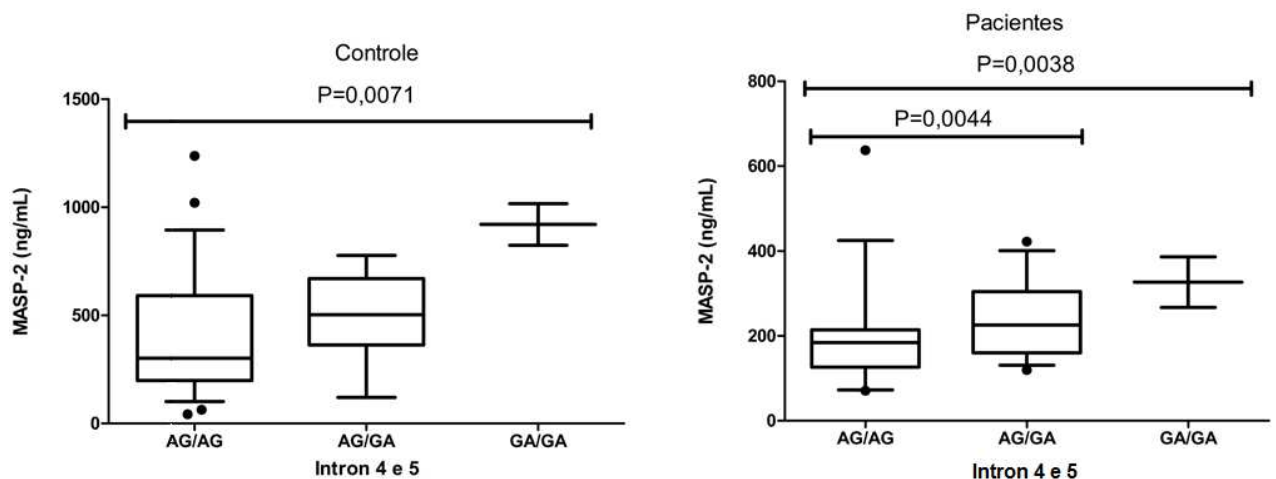 Controle
P=0,0071
1500
1000
500
0
MASP-2 (ng/mL)
AG/AG AG/GA GA/GA
Intron 4 e 5
Pacientes
P=0,0038
P=0,0044
800
600
400
200
0
MASP-2 (ng/mL)
AG/AG AG/GA GA/GA
Intron 4 e 5